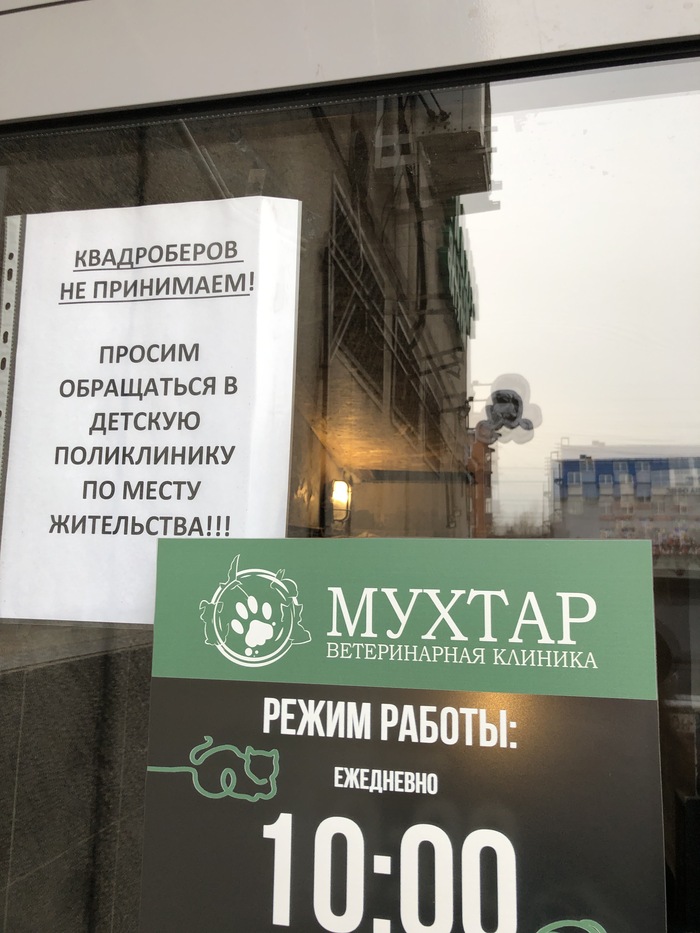 КВАДРОБЕРОВ
НЕ ПРИНИМАЕМ!
ПРОСИМ
ОБРАЩАТЬСЯ В
ДЕТСКУЮ
ПОЛИКЛИНИКУ
ПО МЕСТУ
ЖИТЕЛЬСТВА!!!
МУХТАР
ВЕТЕРИНАРНАЯ КЛИНИКА
РЕЖИМ РАБОТЫ:
ЕЖЕДНЕВНО
10:00